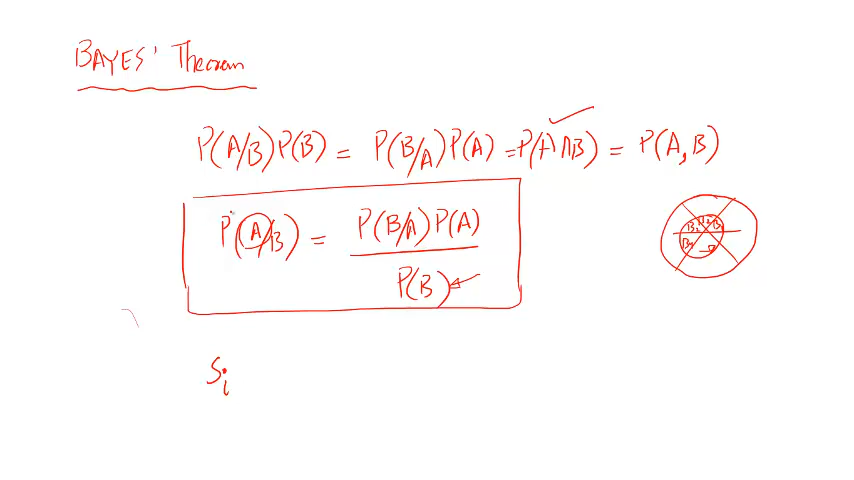 BAYES' Theorem
P(A/B)P(B) = P(B/A)P(A) = P(A∩B) = P(A,B)
P(A/B) = P(B/A)P(A)
P(B)
Si